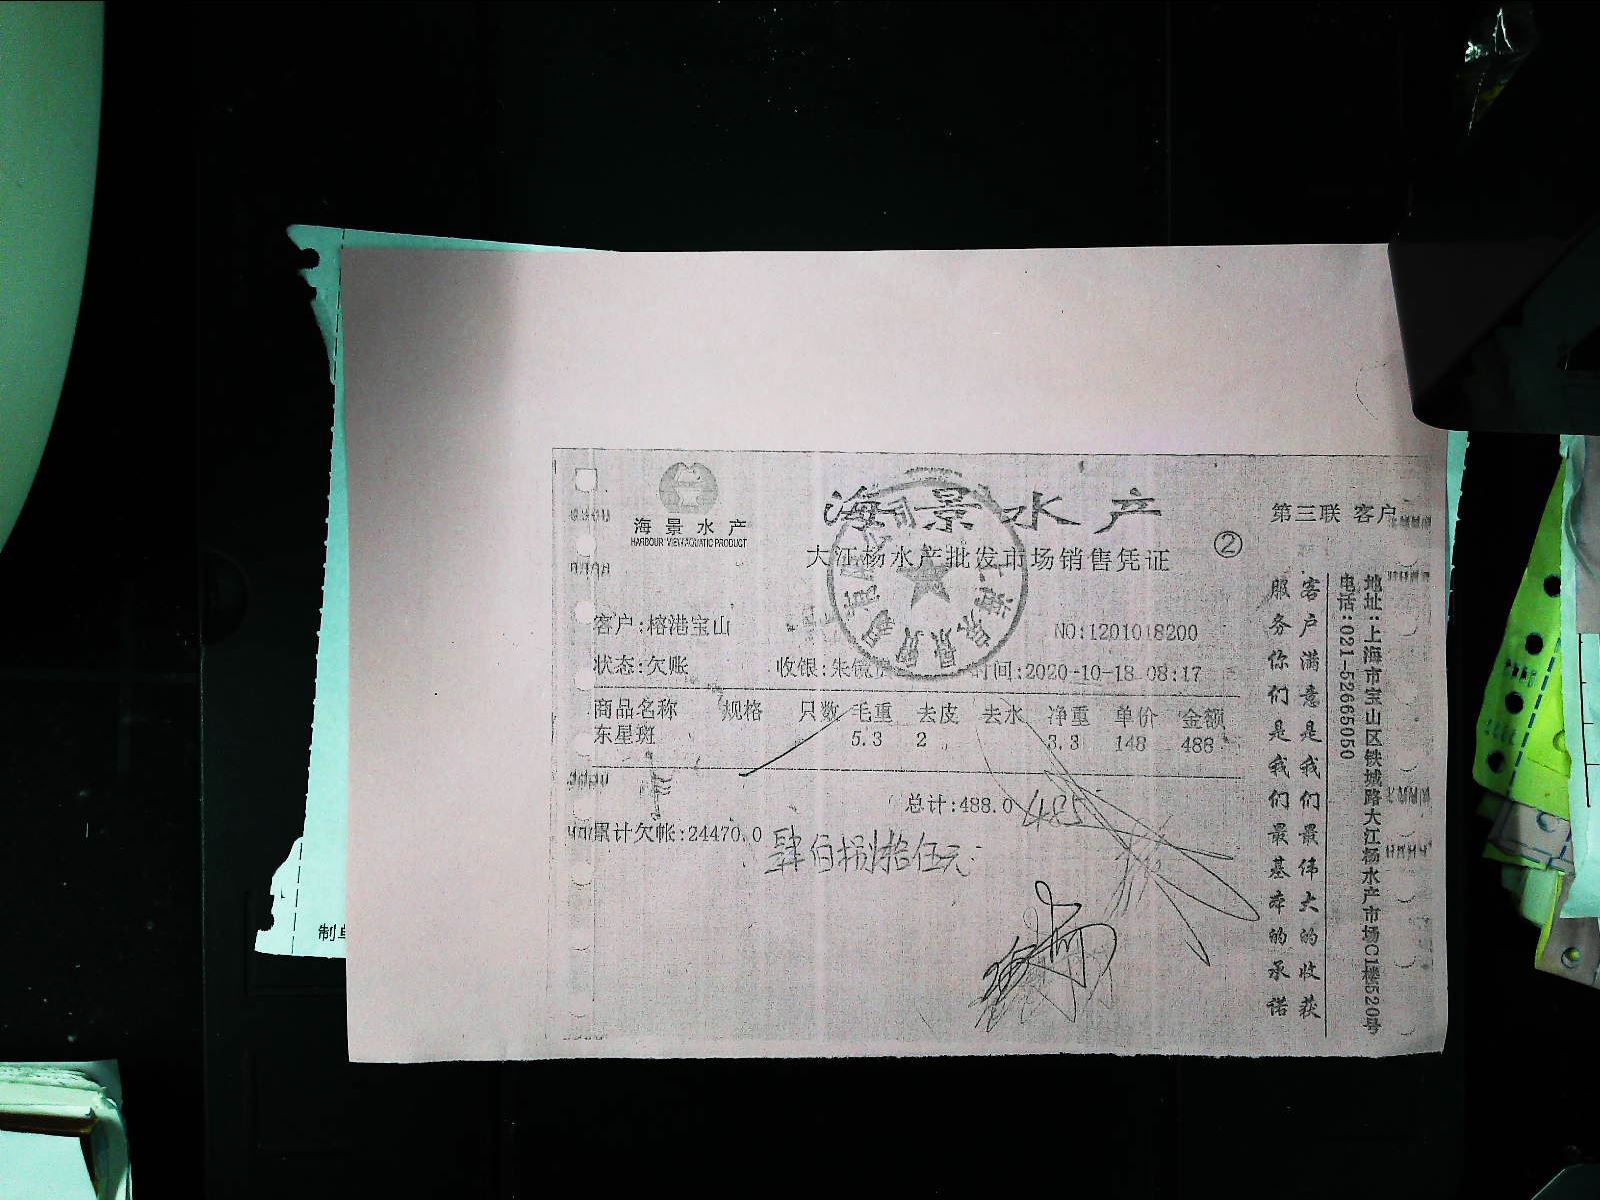 海景水产
HARBOUR VIEW AQUATIC PRODUCT
海景水产
大江杨水产批发市场销售凭证
②
第三联 客户
客户:榕港宝山
NO:1201018200
状态:欠账 收银:朱 时间:2020-10-18 08:17
商品名称 规格 只数 毛重 去皮 去水 净重 单价 金额
东星斑 5.3 2 3.3 148 488
总计:488.0 485
累计欠帐:24470.0
肆佰捌拾伍元
客户满意是我们最伟大的收获
服务你们是我们最基本的承诺
地址:上海市宝山区铁城路大江杨水产市场C1楼520号
电话:021-52665050
制单